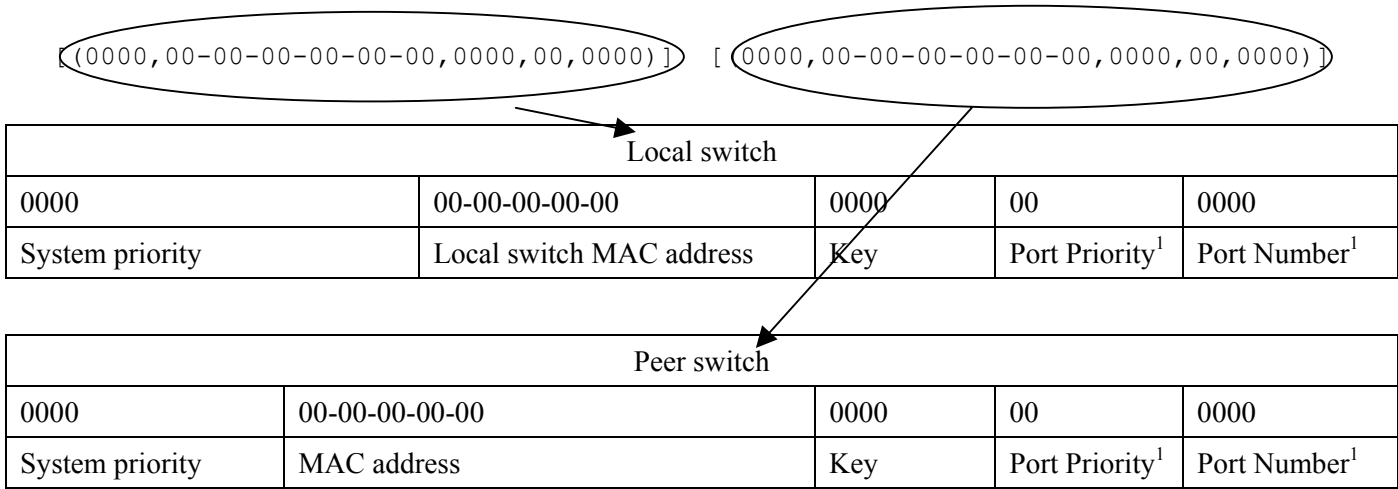 [(0000,00-00-00-00-00-00,0000,00,0000)] [(0000,00-00-00-00-00-00,0000,00,0000)]
Local switch
0000 00-00-00-00-00 0000 00 0000
System priority Local switch MAC address Key Port Priority1 Port Number1
Peer switch
0000 00-00-00-00-00 0000 00 0000
System priority MAC address Key Port Priority1 Port Number1